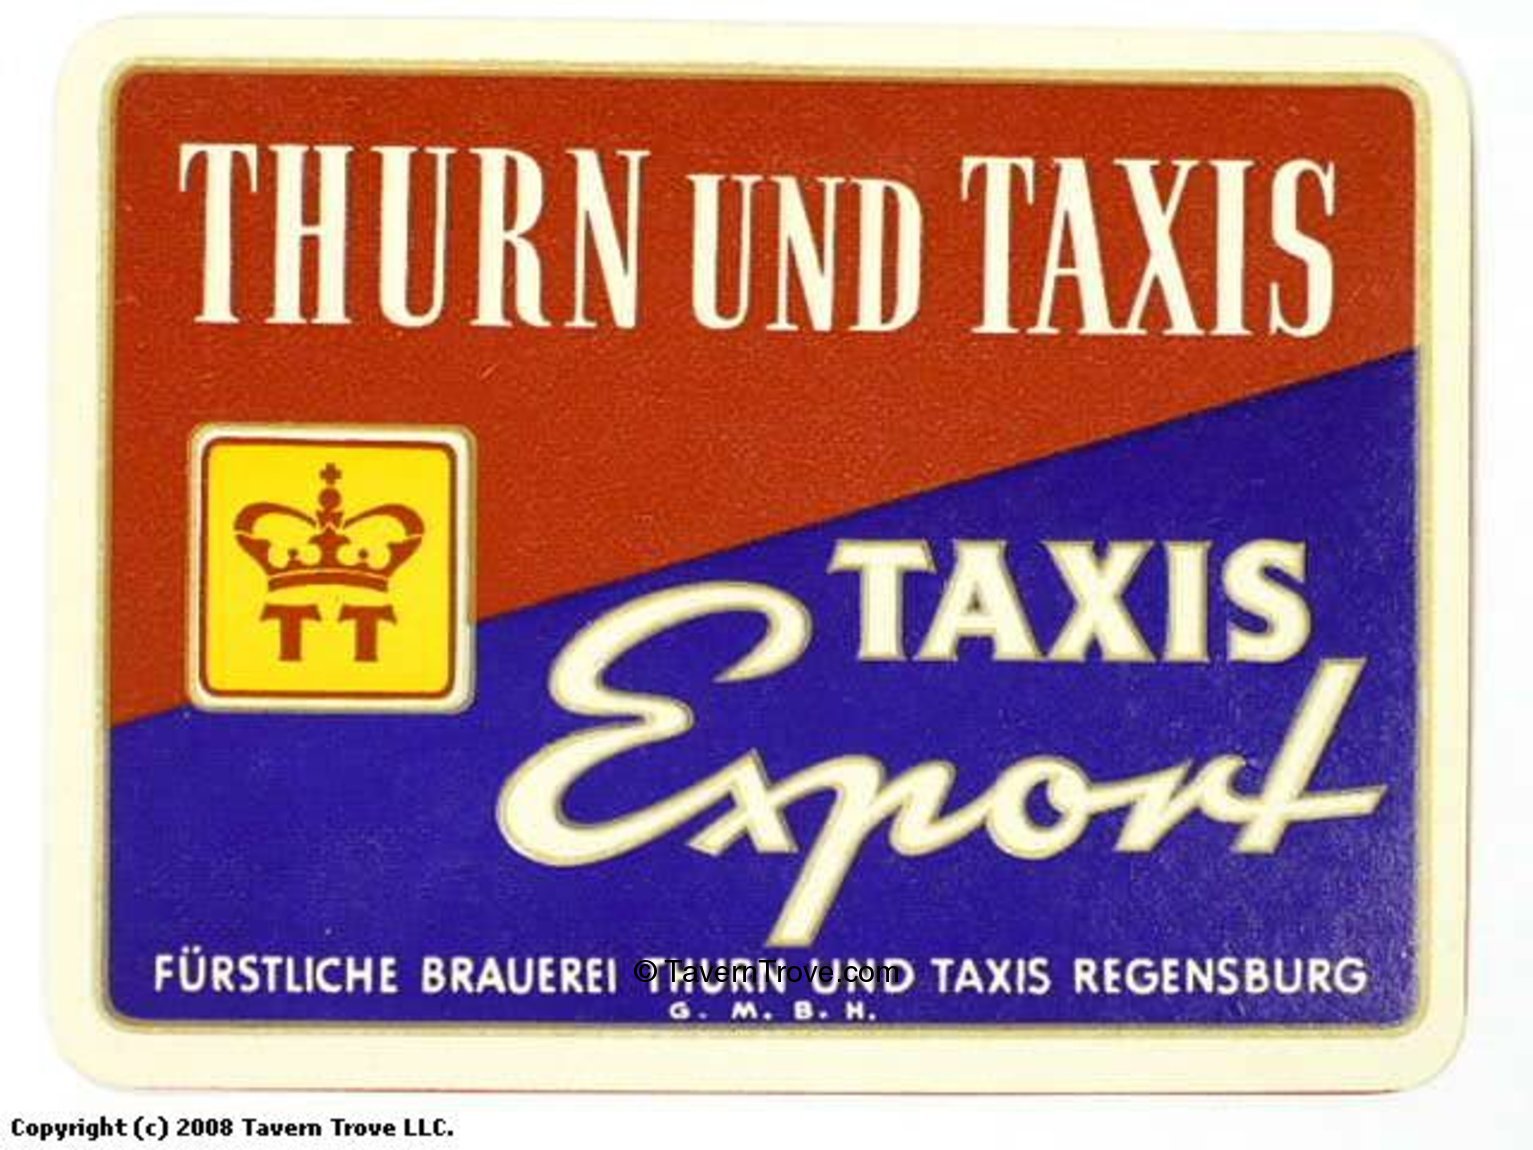 THURN UND TAXIS
TAXIS
Export
TT
FÜRSTLICHE BRAUEREI THURN UND TAXIS REGENSBURG
G. M. B. H.
©TavernTrove.com
Copyright (c) 2008 Tavern Trove LLC.